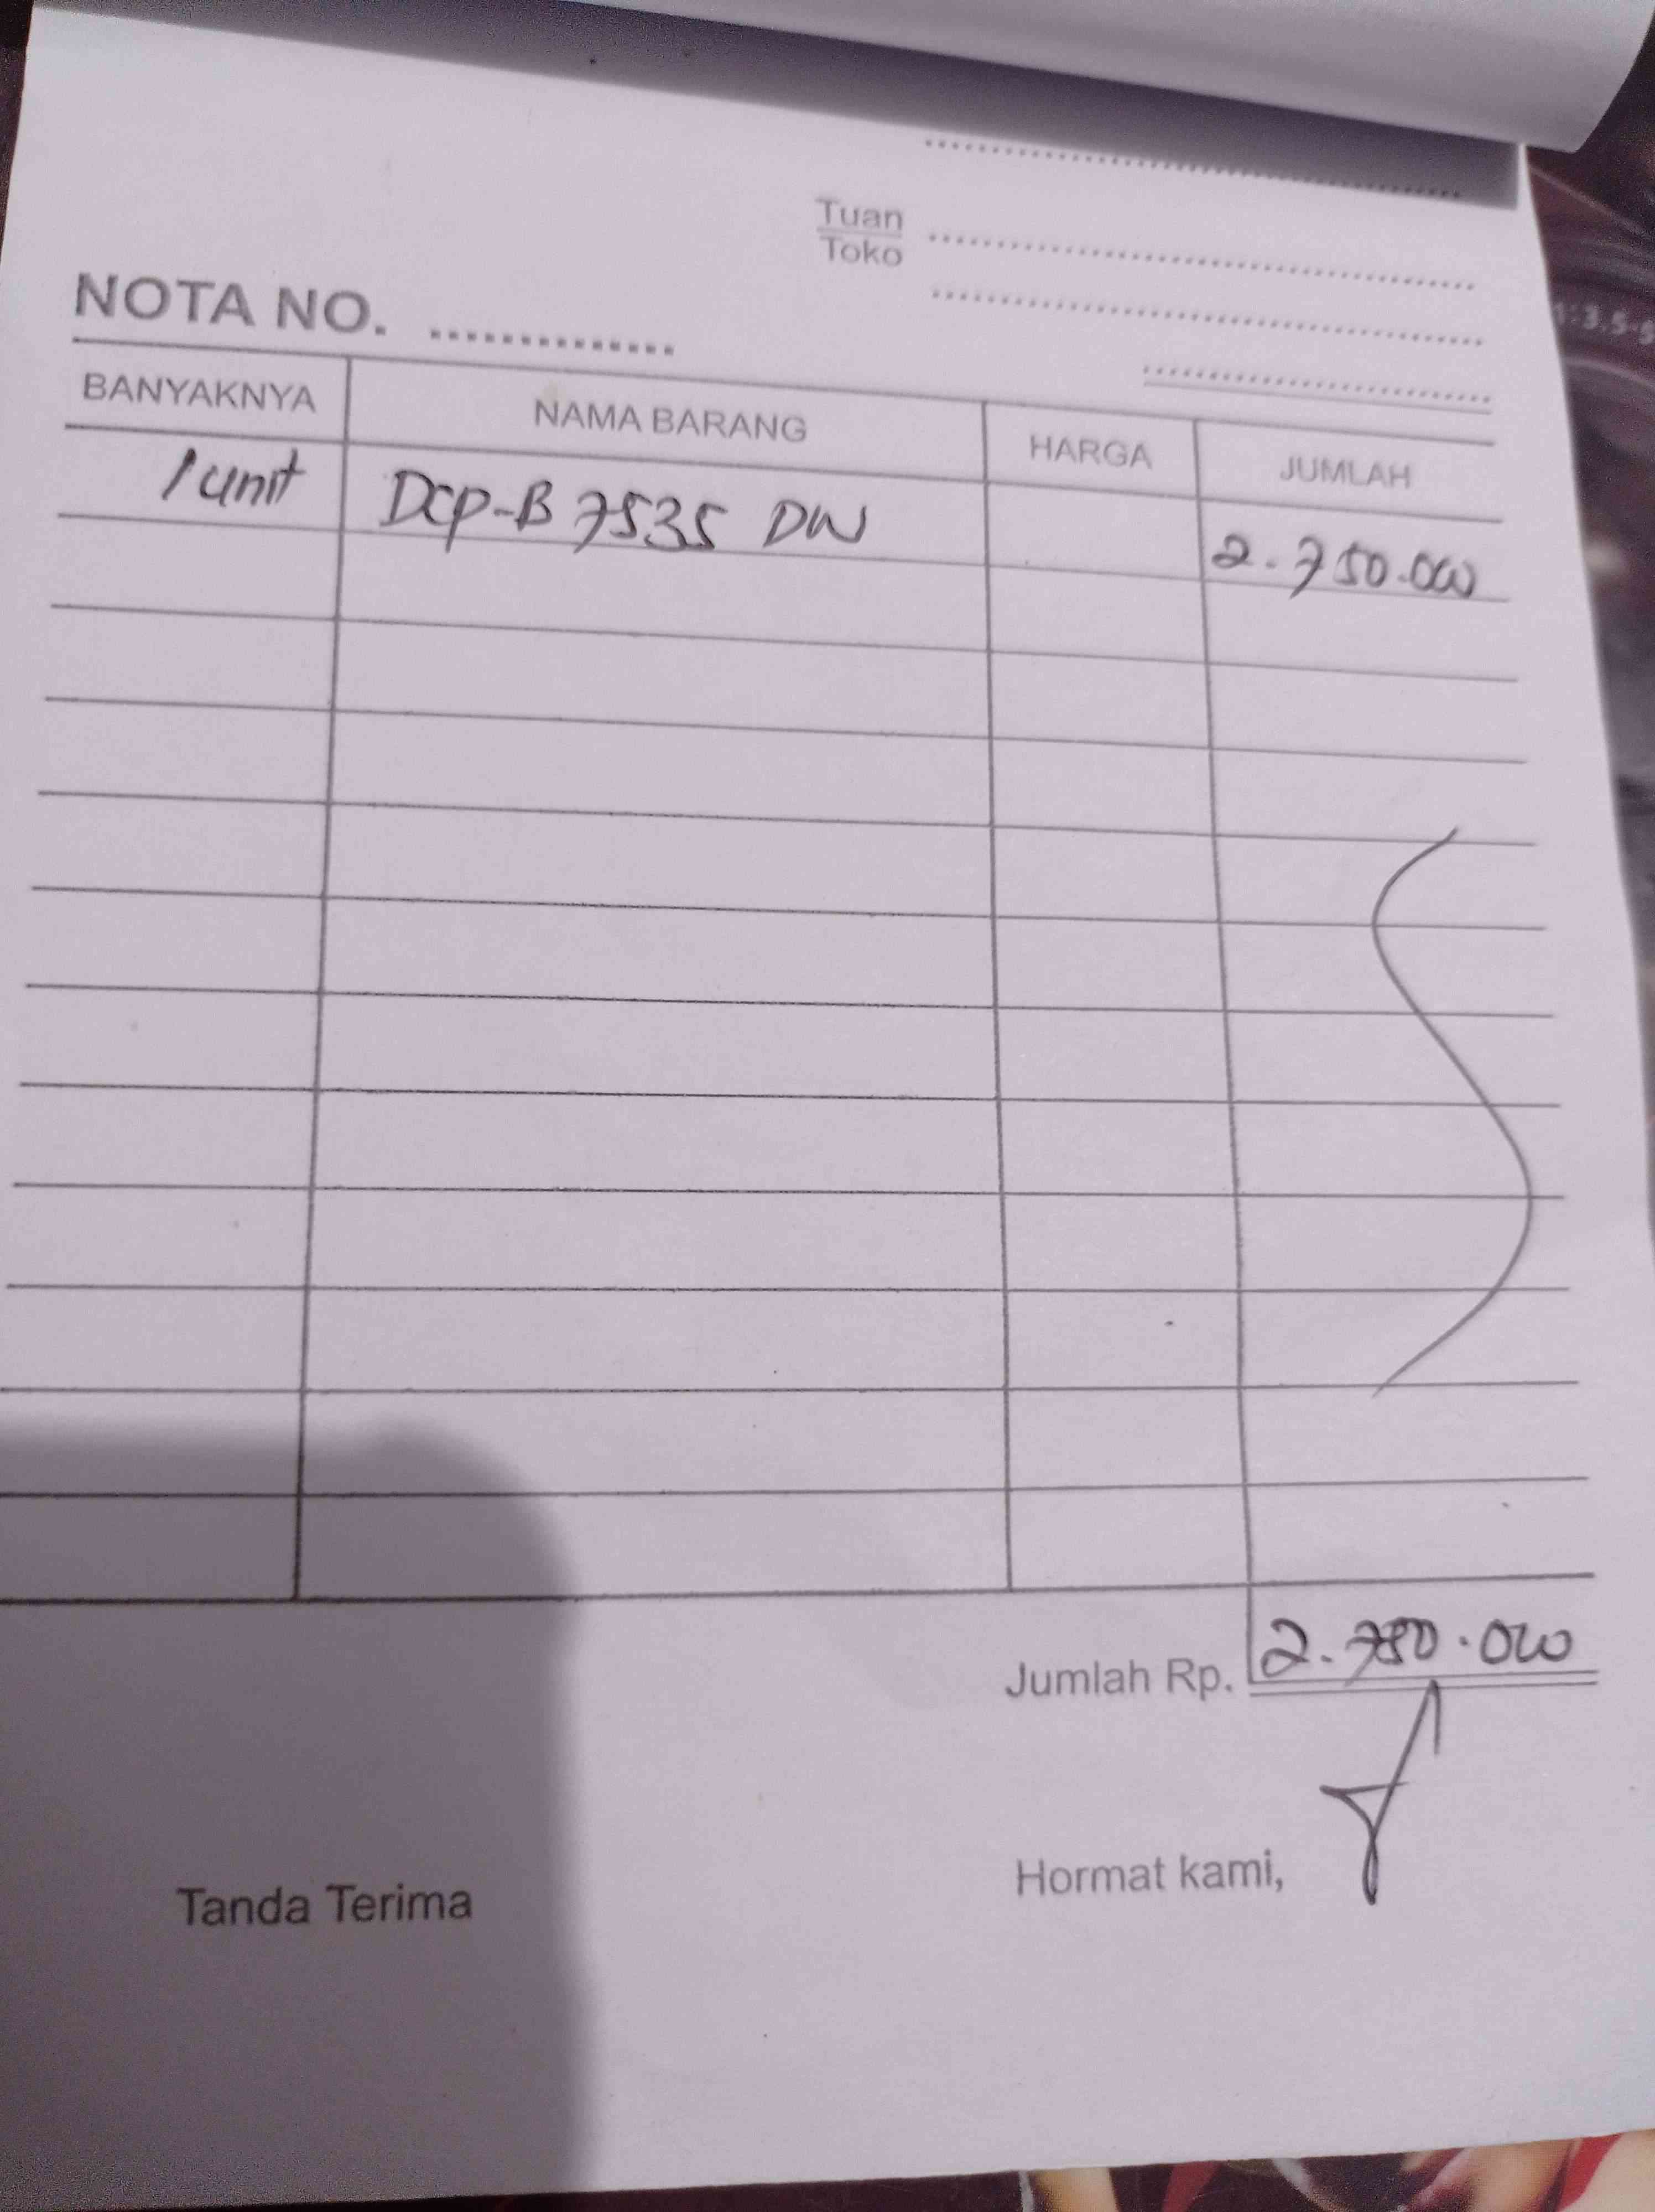 Tuan
Toko
NOTA NO.
BANYAKNYA NAMA BARANG HARGA JUMLAH
1 unit DCP-B 7535 DW 2.750.000
Jumlah Rp. 2.750.000
Tanda Terima Hormat kami,